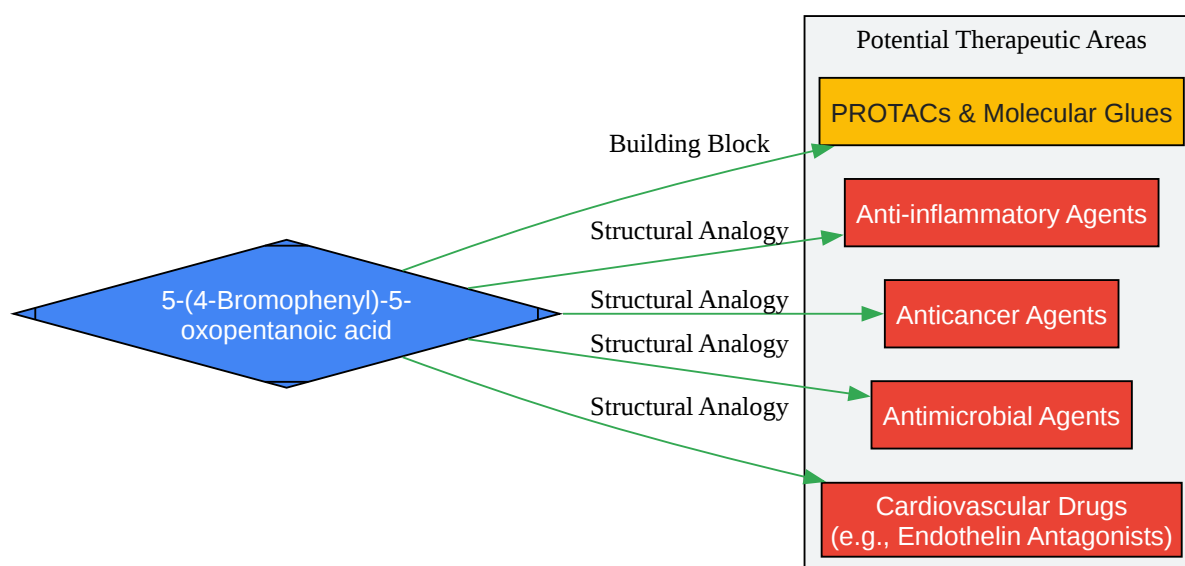 Potential Therapeutic Areas
PROTACs & Molecular Glues
Building Block
Anti-inflammatory Agents
Structural Analogy
5-(4-Bromophenyl)-5-
oxopentanoic acid
Structural Analogy
Anticancer Agents
Structural Analogy
Antimicrobial Agents
Structural Analogy
Cardiovascular Drugs
(e.g., Endothelin Antagonists)